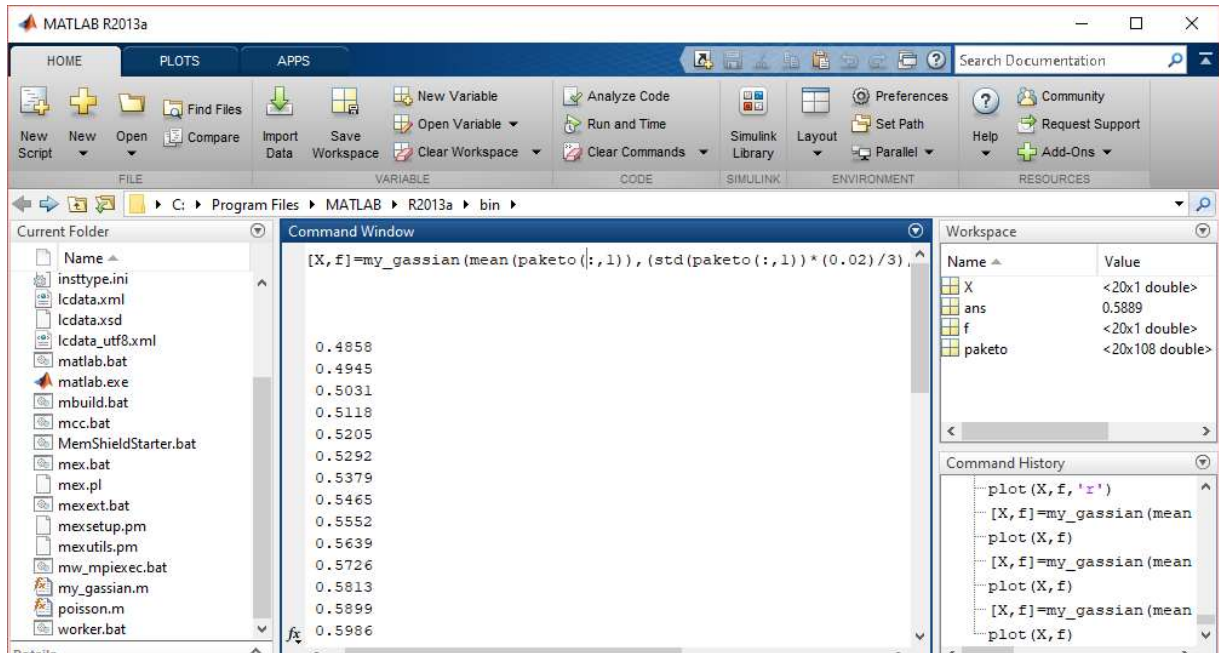 MATLAB R2013a
HOME PLOTS APPS
Search Documentation
New Script
New
Open
Find Files
Compare
FILE
Import Data
Save Workspace
New Variable
Open Variable
Clear Workspace
VARIABLE
Analyze Code
Run and Time
Clear Commands
CODE
Simulink Library
SIMULINK
Layout
Preferences
Set Path
Parallel
ENVIRONMENT
Help
Community
Request Support
Add-Ons
RESOURCES
C: Program Files MATLAB R2013a bin
Current Folder
Name
insttype.ini
lcdata.xml
lcdata.xsd
lcdata_utf8.xml
matlab.bat
matlab.exe
mbuild.bat
mcc.bat
MemShieldStarter.bat
mex.bat
mex.pl
mexext.bat
mexsetup.pm
mexutils.pm
mw_mpiexec.bat
my_gassian.m
poisson.m
worker.bat
Command Window
[X,f]=my_gassian(mean(paketo(:,1)),(std(paketo(:,1))*(0.02)/3),
0.4858
0.4945
0.5031
0.5118
0.5205
0.5292
0.5379
0.5465
0.5552
0.5639
0.5726
0.5813
0.5899
fx 0.5986
Workspace
Name Value
X <20x1 double>
ans 0.5889
f <20x1 double>
paketo <20x108 double>
Command History
plot(X,f,'r')
[X,f]=my_gassian(mean
plot(X,f)
[X,f]=my_gassian(mean
plot(X,f)
[X,f]=my_gassian(mean
plot(X,f)